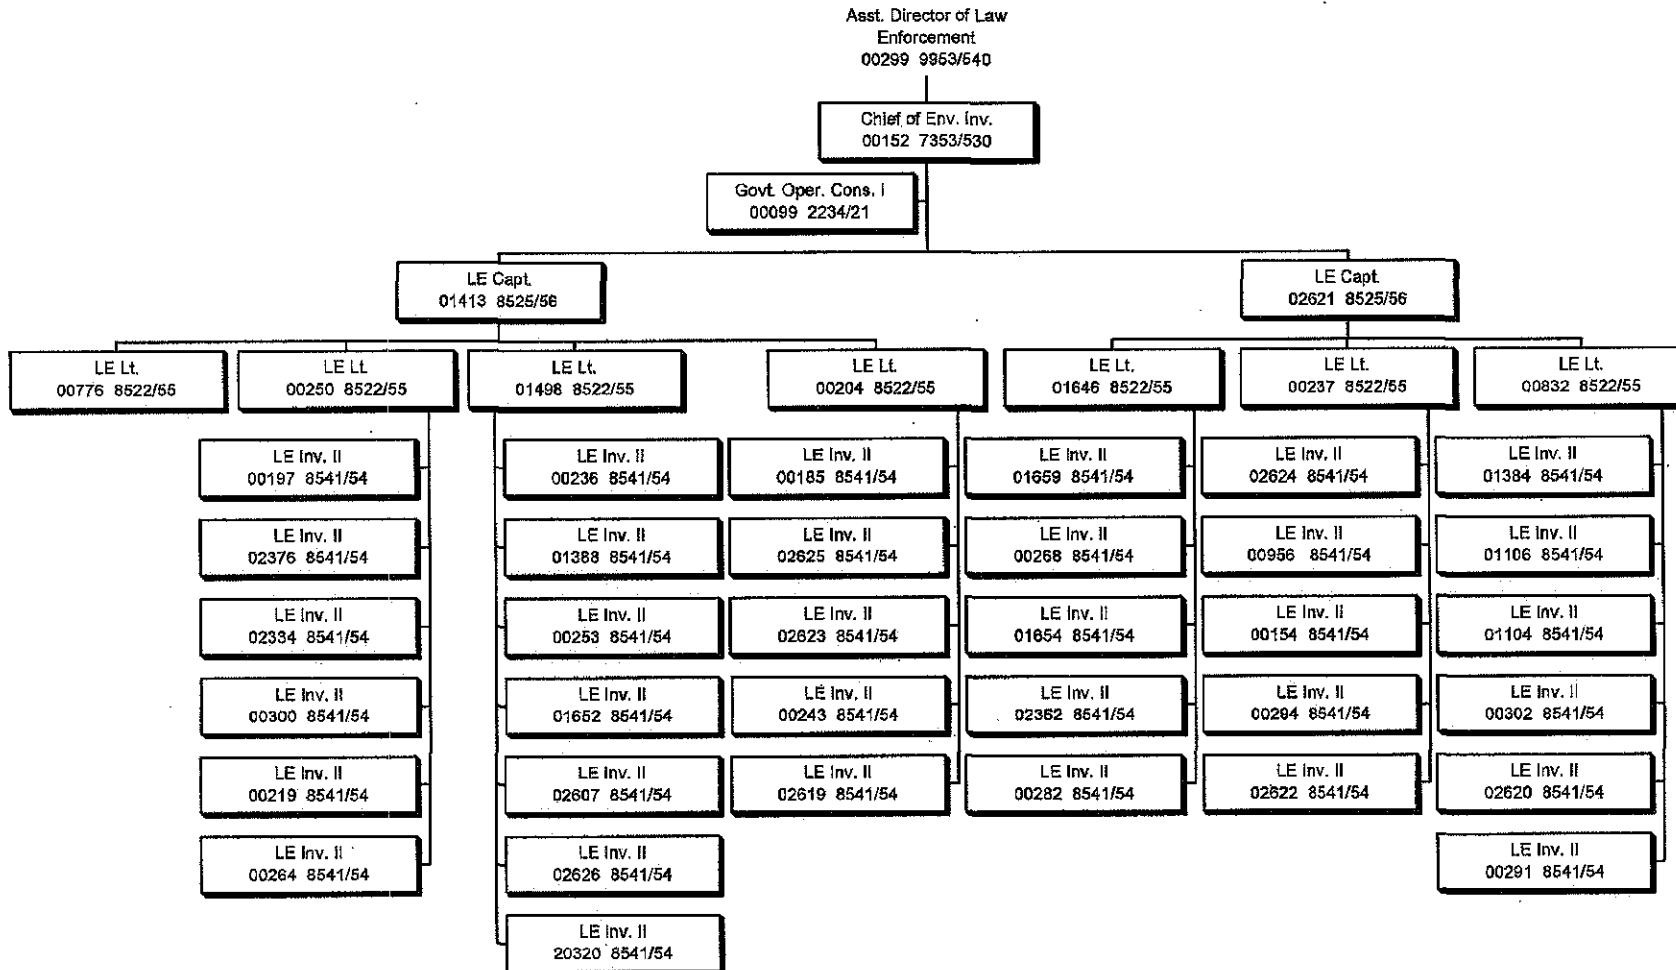 Asst. Director of Law
Enforcement
00299 9953/540
Chief of Env. Inv.
00152 7353/530
Govt. Oper. Cons. I
00099 2234/21
LE Capt.
01413 8525/56
LE Capt.
02621 8525/56
LE Lt.
00776 8522/55
LE Lt.
00250 8522/55
LE Lt.
01498 8522/55
LE Lt.
00204 8522/55
LE Lt.
01646 8522/55
LE Lt.
00237 8522/55
LE Lt.
00832 8522/55
LE Inv. II
00197 8541/54
LE Inv. II
02376 8541/54
LE Inv. II
02334 8541/54
LE Inv. II
00300 8541/54
LE Inv. II
00219 8541/54
LE Inv. II
00264 8541/54
LE Inv. II
00236 8541/54
LE Inv. II
01388 8541/54
LE Inv. II
00253 8541/54
LE Inv. II
01652 8541/54
LE Inv. II
02607 8541/54
LE Inv. II
02626 8541/54
LE Inv. II
20320 8541/54
LE Inv. II
00185 8541/54
LE Inv. II
02625 8541/54
LE Inv. II
02623 8541/54
LE Inv. II
00243 8541/54
LE Inv. II
02619 8541/54
LE Inv. II
01659 8541/54
LE Inv. II
00268 8541/54
LE Inv. II
01654 8541/54
LE Inv. II
02362 8541/54
LE Inv. II
00282 8541/54
LE Inv. II
02624 8541/54
LE Inv. II
00956 8541/54
LE Inv. II
00154 8541/54
LE Inv. II
00294 8541/54
LE Inv. II
02622 8541/54
LE Inv. II
01384 8541/54
LE Inv. II
01106 8541/54
LE Inv. II
01104 8541/54
LE Inv. II
00302 8541/54
LE Inv. II
02620 8541/54
LE Inv. II
00291 8541/54